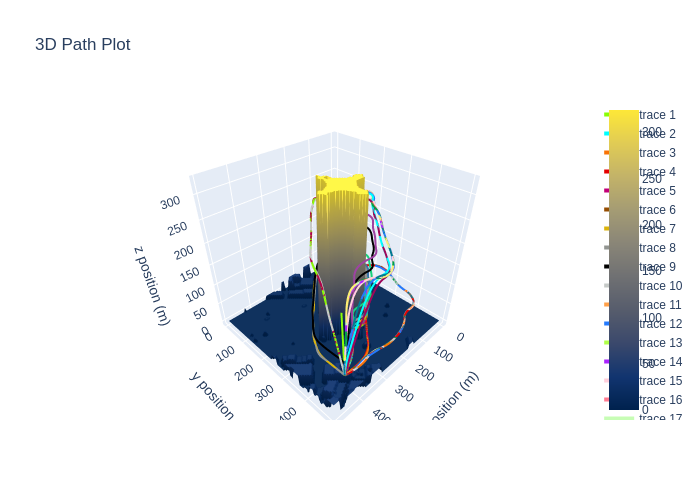 3D Path Plot
z position (m)
300
250
200
150
100
50
0
y position
0
100
200
300
400
position (m)
0
100
200
300
400
trace 1
trace 2
trace 3
trace 4
trace 5
trace 6
trace 7
trace 8
trace 9
trace 10
trace 11
trace 12
trace 13
trace 14
trace 15
trace 16
trace 17
300
250
200
150
100
50
0